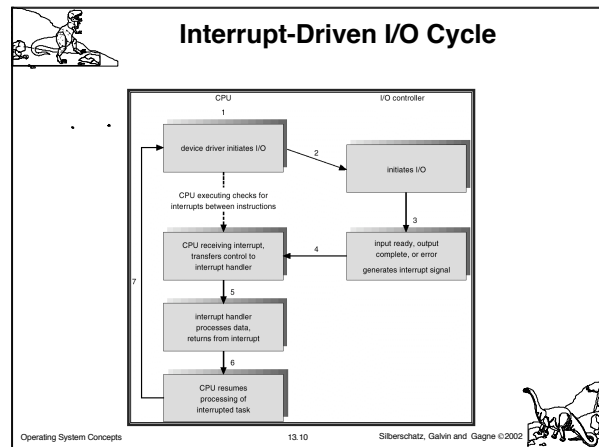 Interrupt-Driven I/O Cycle
CPU
I/O controller
1
device driver initiates I/O
2
initiates I/O
CPU executing checks for
interrupts between instructions
3
CPU receiving interrupt,
transfers control to
interrupt handler
4
input ready, output
complete, or error
generates interrupt signal
7
5
interrupt handler
processes data,
returns from interrupt
6
CPU resumes
processing of
interrupted task
Operating System Concepts
13.10
Silberschatz, Galvin and Gagne ©2002